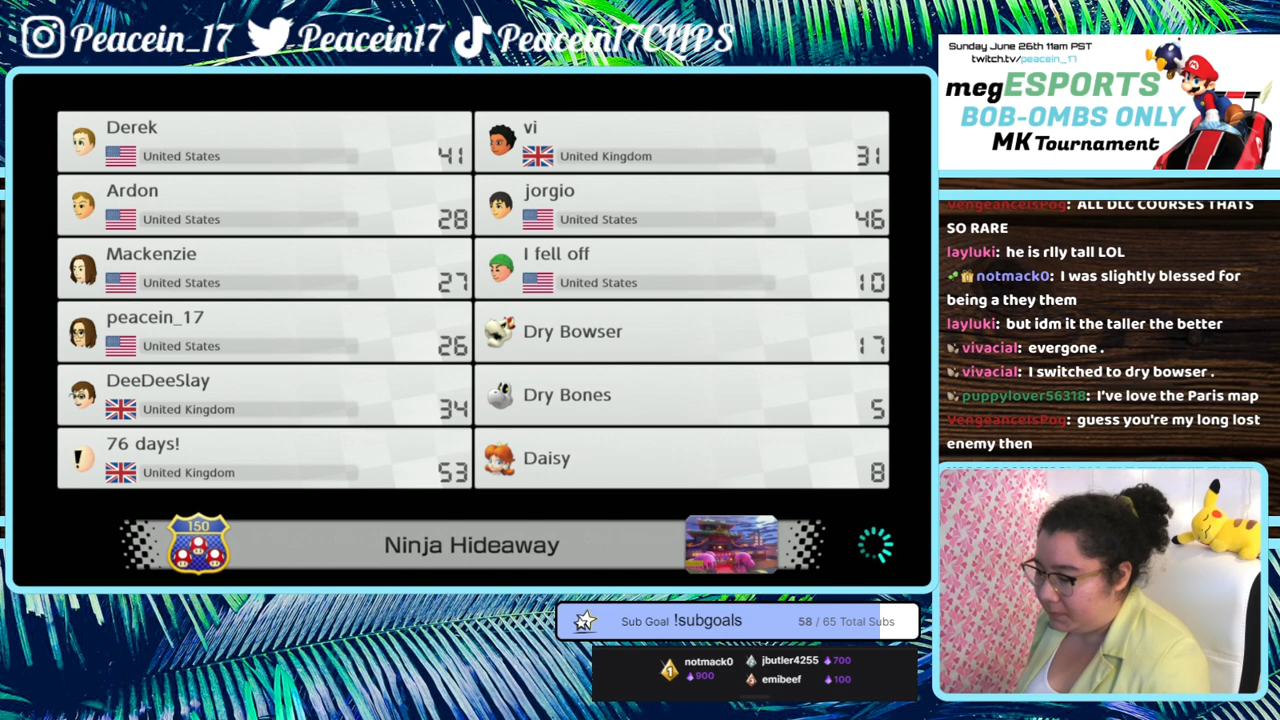 Peacein_17 Peacein17 Peacein17ClIPS
Sunday June 26th 11am PST
twitch.tv/peacein_17
megESPORTS
BOB-OMBS ONLY
MK Tournament
Derek
United States 41
Ardon
United States 28
Mackenzie
United States 27
peacein_17
United States 26
DeeDeeSlay
United Kingdom 34
76 days!
United Kingdom 53
vi
United Kingdom 31
jorgio
United States 46
I fell off
United States 10
Dry Bowser
17
Dry Bones
5
Daisy
8
150
Ninja Hideaway
VengeanceIsPog: ALL DLC COURSES THATS
SO RARE
layluki: he is rlly tall LOL
notmack0: I was slightly blessed for
being a they them
layluki: but idm it the taller the better
vivacial: evergone .
vivacial: I switched to dry bowser .
puppylover56318: I've love the Paris map
VengeanceIsPog: guess you're my long lost
enemy then
Sub Goal !subgoals 58 / 65 Total Subs
1 notmack0 900
jbutler4255 700
emibeef 100